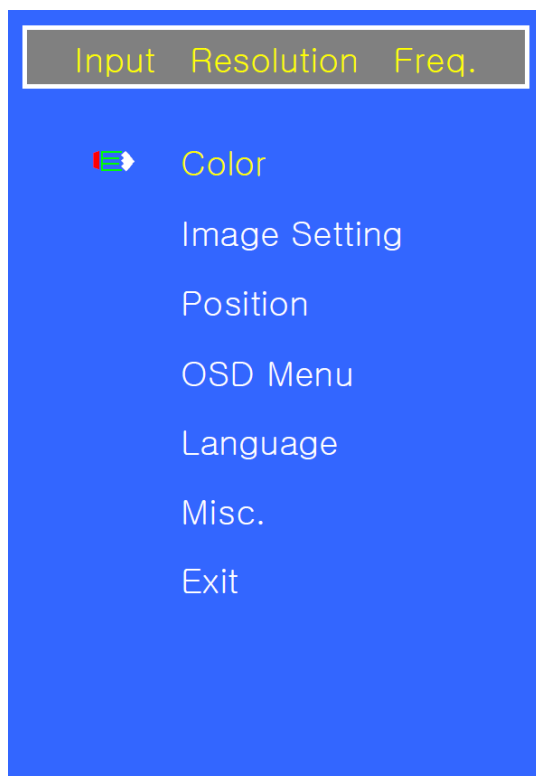 Input Resolution Freq.
Color
Image Setting
Position
OSD Menu
Language
Misc.
Exit